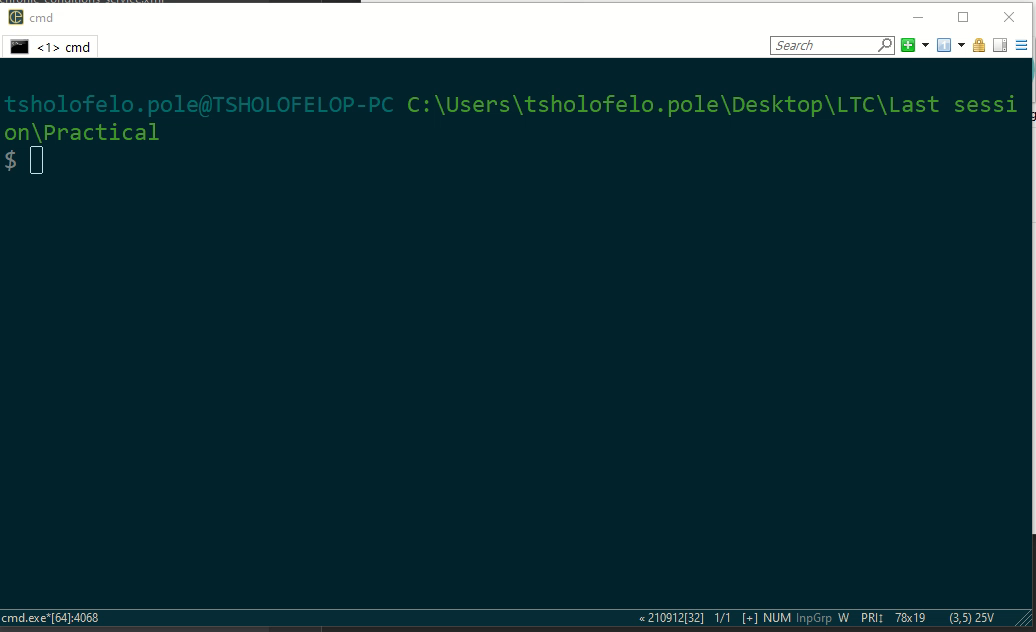 cmd
<1> cmd
Search
tsholofelo.pole@TSHOLOFELOP-PC C:\Users\tsholofelo.pole\Desktop\LTC\Last sessi
on\Practical
$
cmd.exe*[64]:4068
« 210912[32] 1/1 [+] NUM InpGrp W PRI↕ 78x19 (3,5) 25V